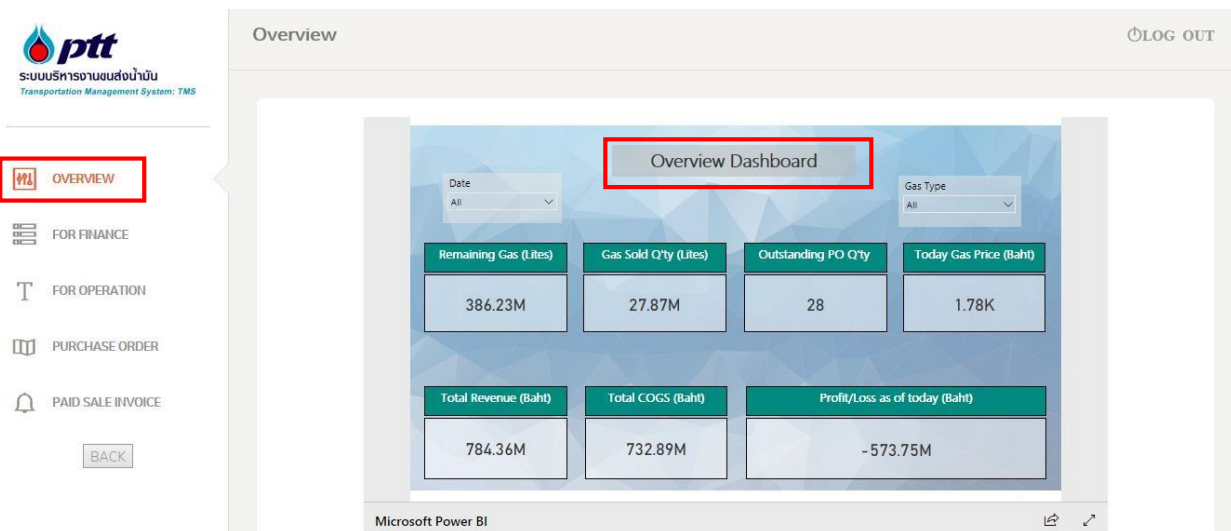 ptt
ระบบบริหารงานขนส่งน้ำมัน
Transportation Management System: TMS
OVERVIEW
FOR FINANCE
FOR OPERATION
PURCHASE ORDER
PAID SALE INVOICE
BACK
Overview
LOG OUT
Overview Dashboard
Date
All
Gas Type
All
Remaining Gas (Lites)
Gas Sold Q'ty (Lites)
Outstanding PO Q'ty
Today Gas Price (Baht)
386.23M
27.87M
28
1.78K
Total Revenue (Baht)
Total COGS (Baht)
Profit/Loss as of today (Baht)
784.36M
732.89M
-573.75M
Microsoft Power BI